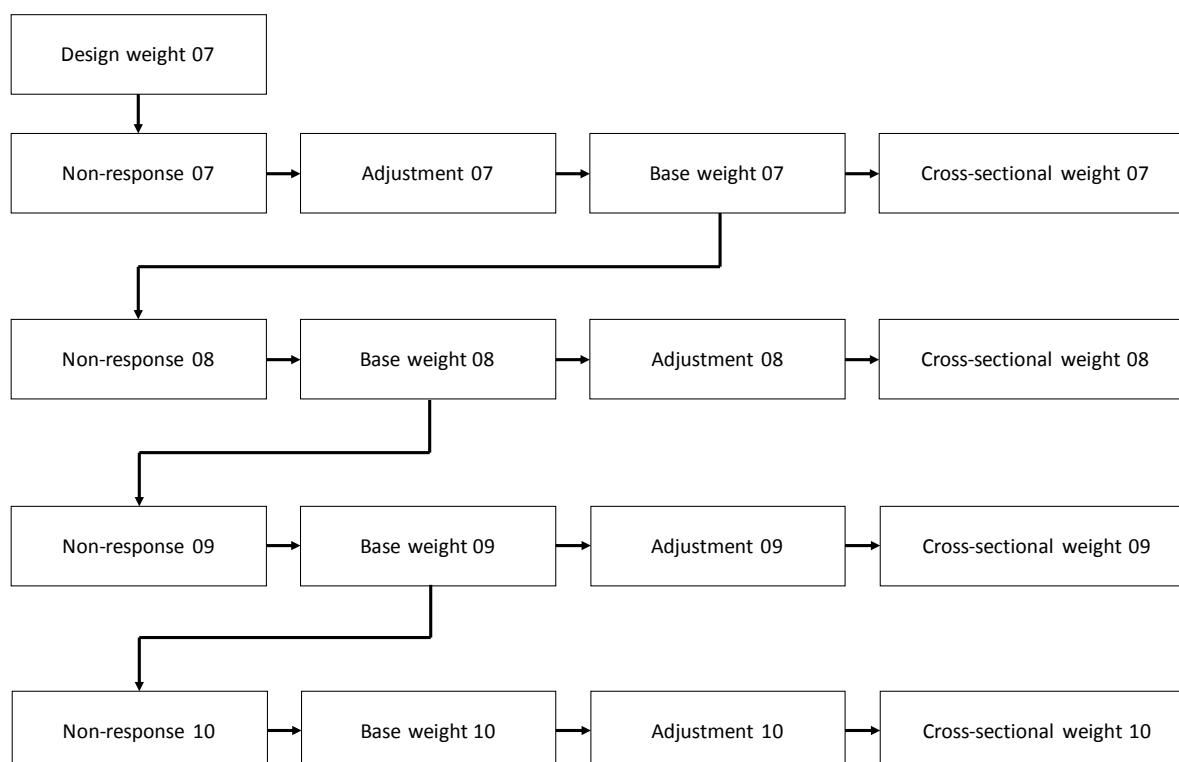 Design weight 07
Non-response 07
Adjustment 07
Base weight 07
Cross-sectional weight 07
Non-response 08
Base weight 08
Adjustment 08
Cross-sectional weight 08
Non-response 09
Base weight 09
Adjustment 09
Cross-sectional weight 09
Non-response 10
Base weight 10
Adjustment 10
Cross-sectional weight 10